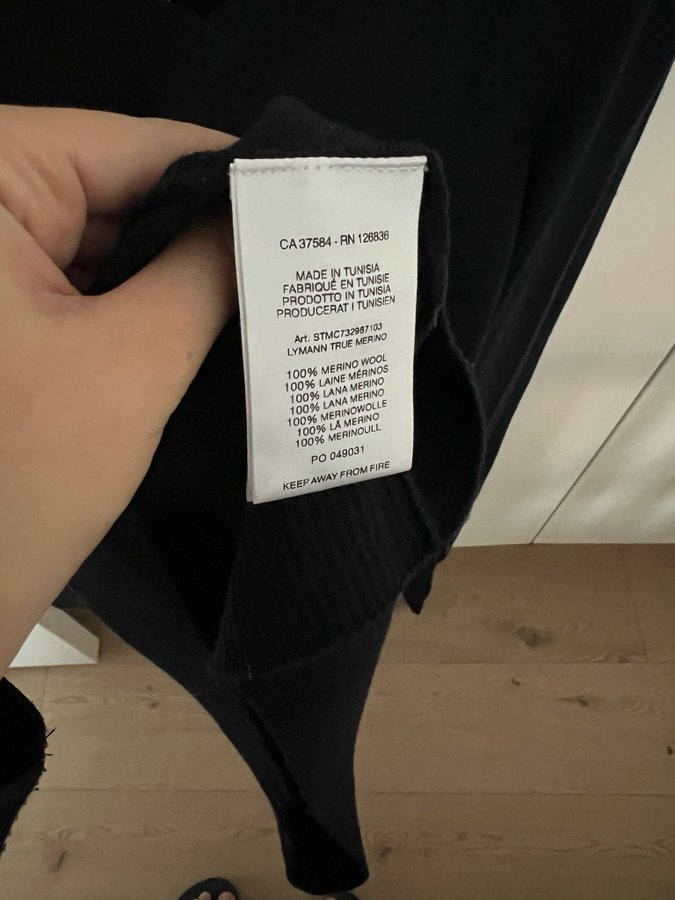 CA 37584 - RN 126836
MADE IN TUNISIA
FABRIQUÉ EN TUNISIE
PRODOTTO IN TUNISIA
PRODUCERAT I TUNISIEN
Art. STMC732987103
LYMANN TRUE MERINO
100% MERINO WOOL
100% LAINE MÉRINOS
100% LANA MERINO
100% LANA MERINO
100% MERINOWOLLE
100% LÃ MERINO
100% MERINOULL
PO 049031
KEEP AWAY FROM FIRE